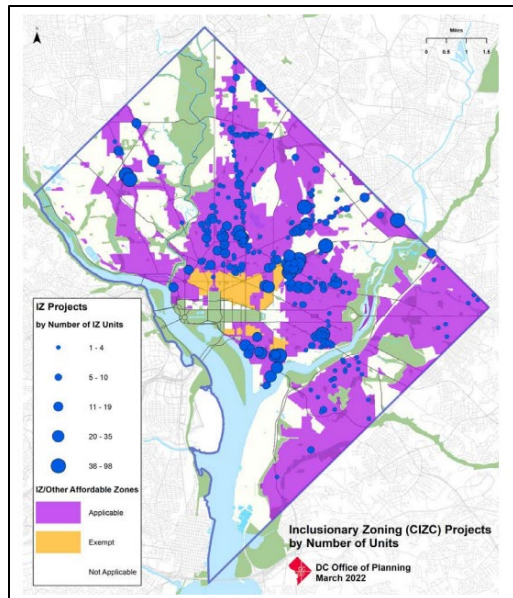 Miles
0 .5 1 1.5
IZ Projects
by Number of IZ Units
1 - 4
5 - 10
11 - 19
20 - 35
38 - 98
IZ/Other Affordable Zones
Applicable
Exempt
Not Applicable
Inclusionary Zoning (CIZC) Projects
by Number of Units
DC Office of Planning
March 2022